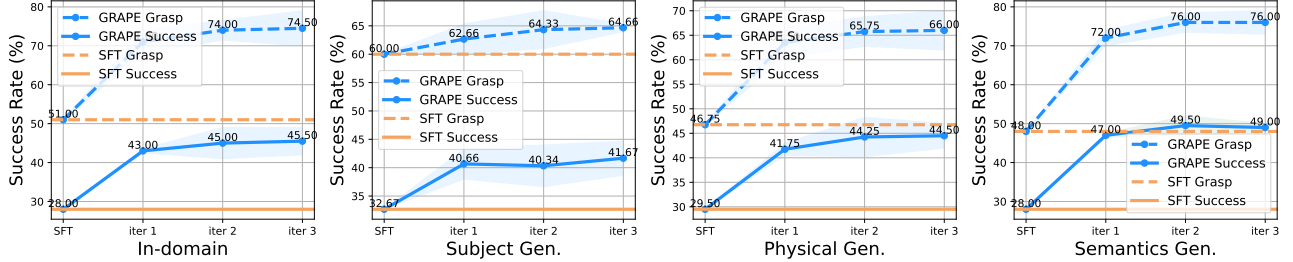 80
70
60
50
40
30
Success Rate (%)
GRAPE Grasp
GRAPE Success
SFT Grasp
SFT Success
74.00
74.50
51.00
43.00
45.00
45.50
28.00
SFT
iter 1
iter 2
iter 3
In-domain
65
60
55
50
45
40
35
Success Rate (%)
60.00
62.66
64.33
64.66
GRAPE Grasp
GRAPE Success
SFT Grasp
SFT Success
32.67
40.66
40.34
41.67
SFT
iter 1
iter 2
iter 3
Subject Gen.
70
65
60
55
50
45
40
35
30
Success Rate (%)
GRAPE Grasp
GRAPE Success
SFT Grasp
SFT Success
65.75
66.00
46.75
41.75
44.25
44.50
29.50
SFT
iter 1
iter 2
iter 3
Physical Gen.
80
70
60
50
40
30
Success Rate (%)
72.00
76.00
76.00
48.00
47.00
49.50
49.00
28.00
GRAPE Grasp
GRAPE Success
SFT Grasp
SFT Success
SFT
iter 1
iter 2
iter 3
Semantics Gen.